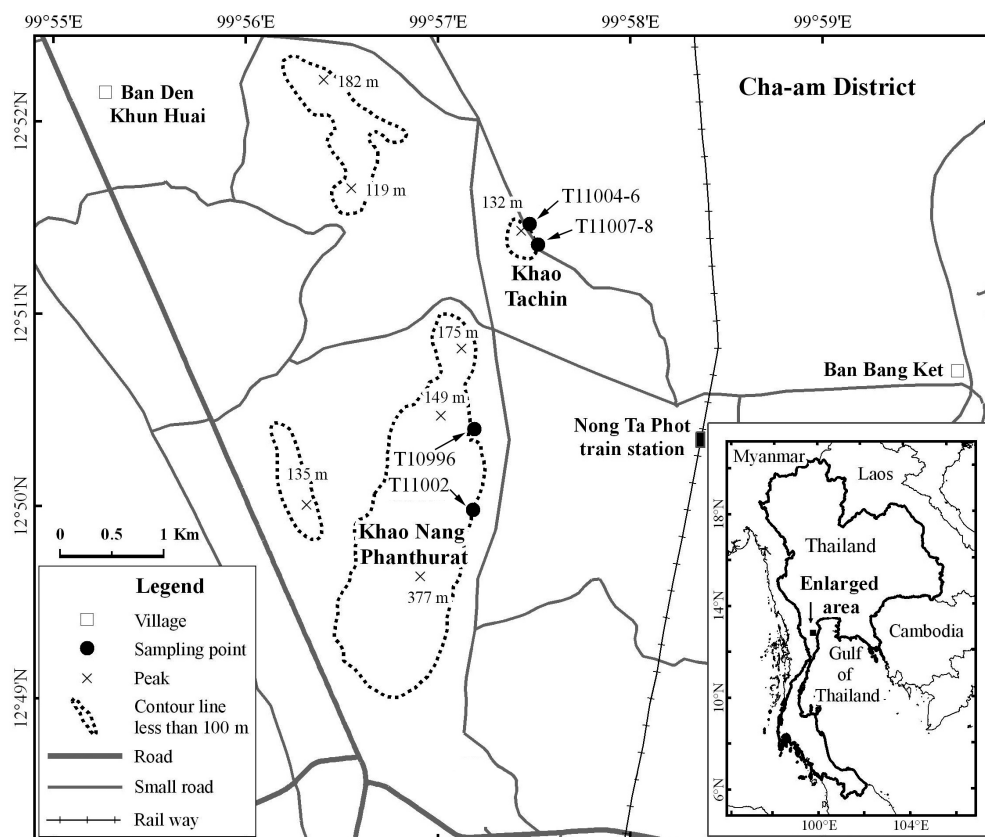 99°55'E
99°56'E
99°57'E
99°58'E
99°59'E
12°52'N
12°51'N
12°50'N
12°49'N
Ban Den
Khun Huai
182 m
119 m
Cha-am District
132 m
T11004-6
T11007-8
Khao
Tachin
175 m
149 m
T10996
T11002
135 m
Khao Nang
Phanthurat
377 m
Ban Bang Ket
Nong Ta Phot
train station
0
0.5
1 Km
Legend
Village
Sampling point
Peak
Contour line
less than 100 m
Road
Small road
Rail way
Myanmar
Laos
Thailand
Enlarged
area
Cambodia
Gulf
of
Thailand
18°N
14°N
10°N
6°N
100°E
104°E